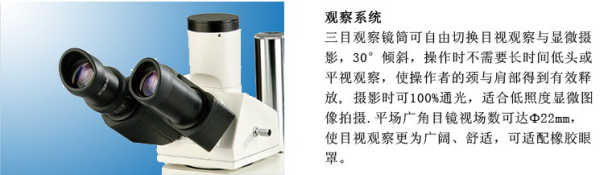 观察系统
三目观察镜筒可自由切换目视观察与显微摄
影，30°倾斜，操作时不需要长时间低头或
平视观察，使操作者的颈与肩部得到有效释
放，摄影时可100%通光，适合低照度显微图
像拍摄.平场广角目镜视场数可达Φ22mm，
使目视观察更为广阔、舒适，可适配橡胶眼
罩。